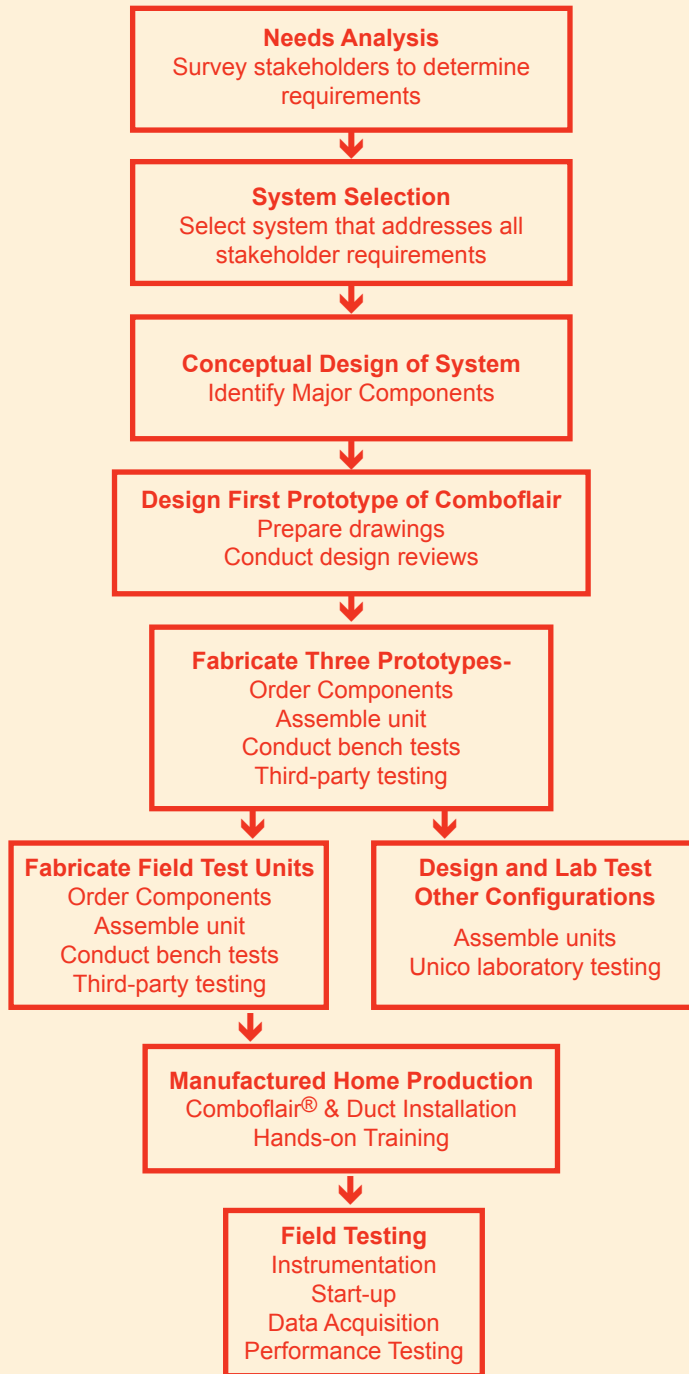 Needs Analysis
Survey stakeholders to determine
requirements
System Selection
Select system that addresses all
stakeholder requirements
Conceptual Design of System
Identify Major Components
Design First Prototype of Comboflair
Prepare drawings
Conduct design reviews
Fabricate Three Prototypes-
Order Components
Assemble unit
Conduct bench tests
Third-party testing
Fabricate Field Test Units
Order Components
Assemble unit
Conduct bench tests
Third-party testing
Design and Lab Test
Other Configurations
Assemble units
Unico laboratory testing
Manufactured Home Production
Comboflair® & Duct Installation
Hands-on Training
Field Testing
Instrumentation
Start-up
Data Acquisition
Performance Testing